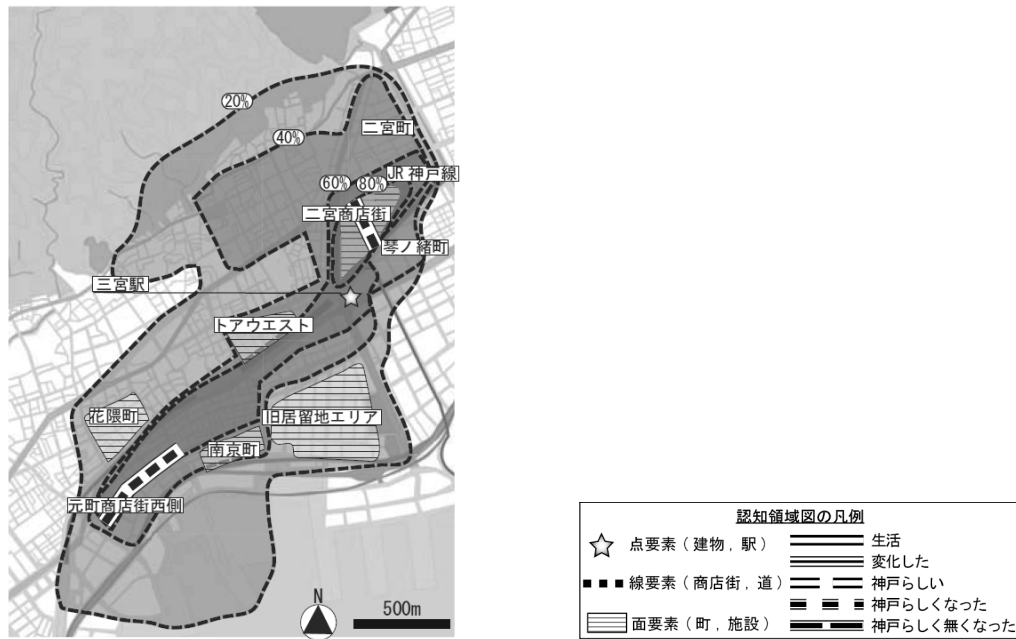 20%
40%
二宮町
JR 神戸線
60%
80%
二宮商店街
琴ノ緒町
三宮駅
トアウエスト
花隈町
旧居留地エリア
南京町
元町商店街西側
N
500m
認知領域図の凡例
点要素（建物，駅）
線要素（商店街，道）
面要素（町，施設）
生活
変化した
神戸らしい
神戸らしくなった
神戸らしく無くなった